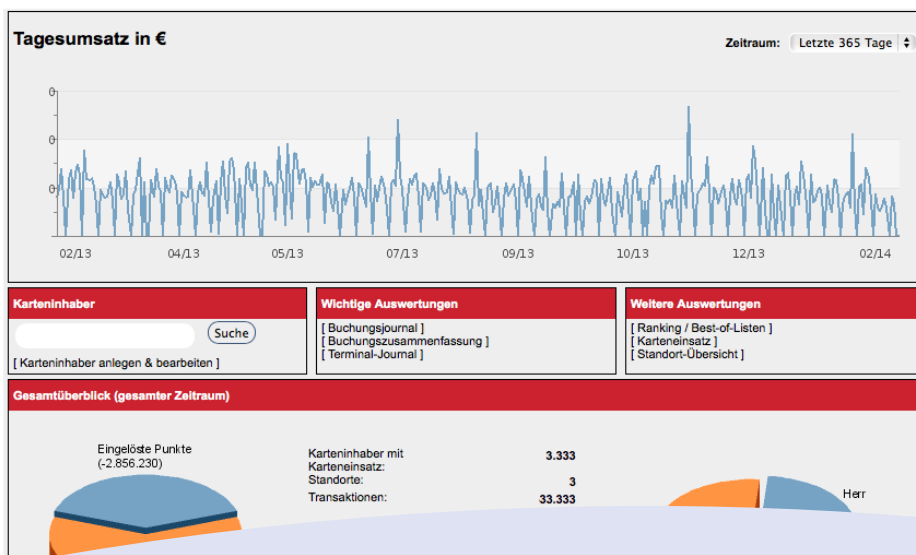 Tagesumsatz in €
Zeitraum: Letzte 365 Tage
0
0
0
02/13 04/13 05/13 07/13 09/13 10/13 12/13 02/14
Karteninhaber
Suche
[ Karteninhaber anlegen & bearbeiten ]
Wichtige Auswertungen
[ Buchungsjournal ]
[ Buchungszusammenfassung ]
[ Terminal-Journal ]
Weitere Auswertungen
[ Ranking / Best-of-Listen ]
[ Karteneinsatz ]
[ Standort-Übersicht ]
Gesamtüberblick (gesamter Zeitraum)
Eingelöste Punkte
(-2.856.230)
Karteninhaber mit
Karteneinsatz: 3.333
Standorte: 3
Transaktionen: 33.333
Herr